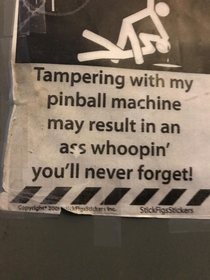 Tampering with my
pinball machine
may result in an
ass whoopin'
you'll never forget!
StickFigsStickers